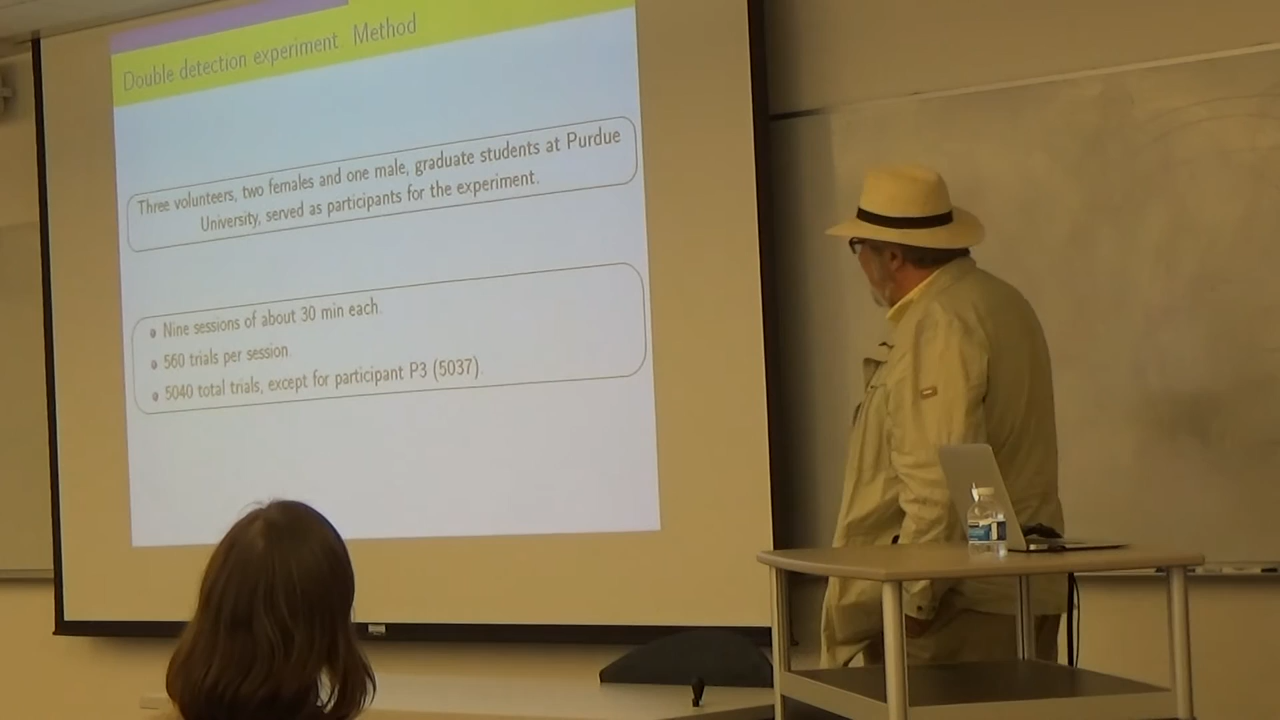 Double detection experiment Method
Three volunteers, two females and one male, graduate students at Purdue
University, served as participants for the experiment.
Nine sessions of about 30 min each.
560 trials per session.
5040 total trials, except for participant P3 (5037).